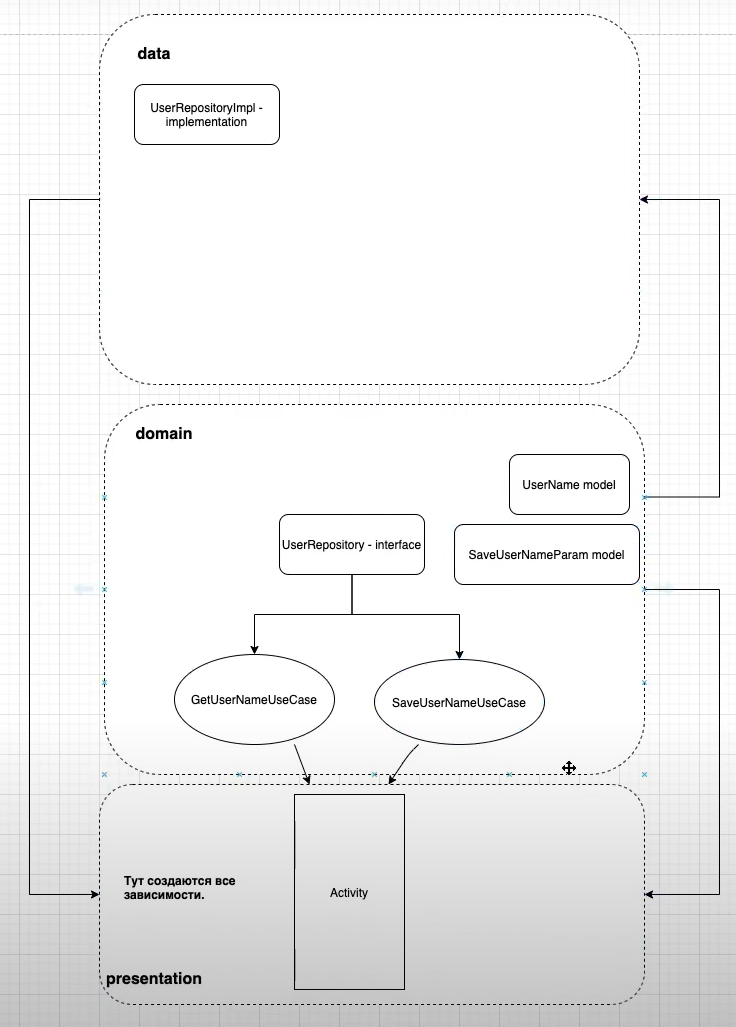 data
UserRepositoryImpl -
implementation
domain
UserName model
UserRepository - interface
SaveUserNameParam model
GetUserNameUseCase
SaveUserNameUseCase
Тут создаются все
зависимости.
Activity
presentation